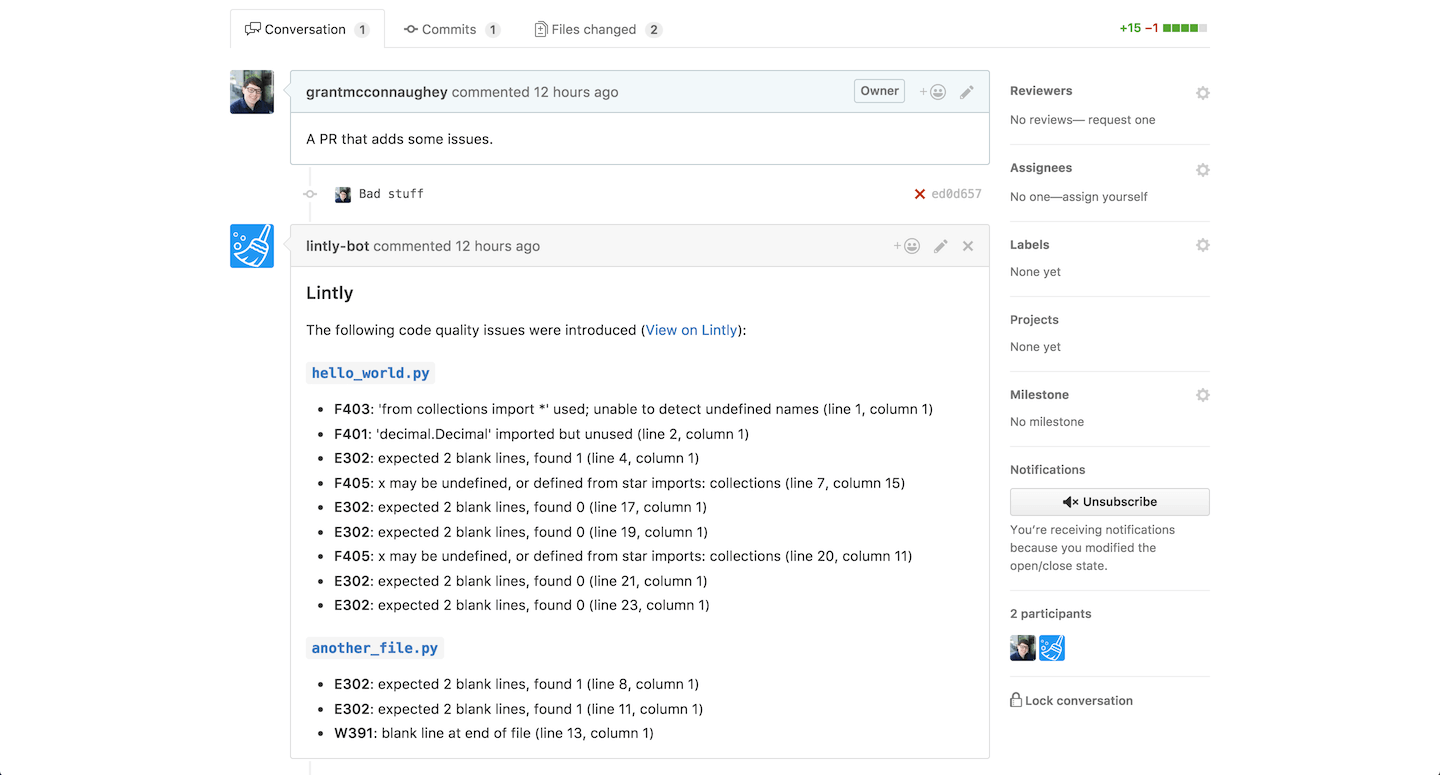 Conversation 1 Commits 1 Files changed 2 +15 −1
grantmcconnaughey commented 12 hours ago Owner
A PR that adds some issues.
Bad stuff ed0d657
lintly-bot commented 12 hours ago
Lintly
The following code quality issues were introduced (View on Lintly):
hello_world.py
F403: 'from collections import *' used; unable to detect undefined names (line 1, column 1)
F401: 'decimal.Decimal' imported but unused (line 2, column 1)
E302: expected 2 blank lines, found 1 (line 4, column 1)
F405: x may be undefined, or defined from star imports: collections (line 7, column 15)
E302: expected 2 blank lines, found 0 (line 17, column 1)
E302: expected 2 blank lines, found 0 (line 19, column 1)
F405: x may be undefined, or defined from star imports: collections (line 20, column 11)
E302: expected 2 blank lines, found 0 (line 21, column 1)
E302: expected 2 blank lines, found 0 (line 23, column 1)
another_file.py
E302: expected 2 blank lines, found 1 (line 8, column 1)
E302: expected 2 blank lines, found 1 (line 11, column 1)
W391: blank line at end of file (line 13, column 1)
Reviewers
No reviews— request one
Assignees
No one—assign yourself
Labels
None yet
Projects
None yet
Milestone
No milestone
Notifications
Unsubscribe
You’re receiving notifications
because you modified the
open/close state.
2 participants
Lock conversation